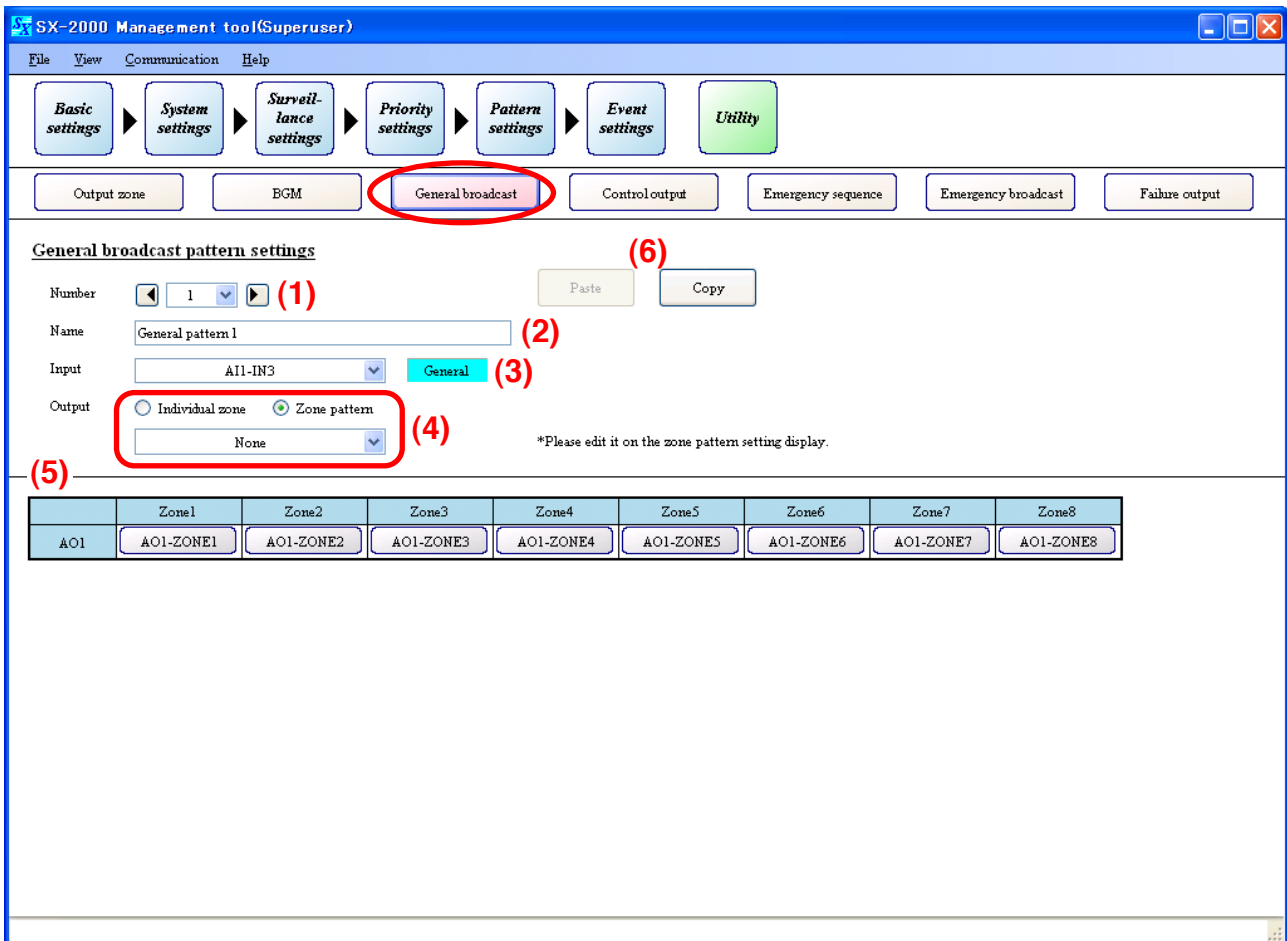 SX-2000 Management tool(Superuser)
File View Communication Help
Basic settings
System settings
Surveil-
lance
settings
Priority settings
Pattern settings
Event settings
Utility
Output zone
BGM
General broadcast
Control output
Emergency sequence
Emergency broadcast
Failure output
General broadcast pattern settings
(6)
Number 1 (1) Paste Copy
Name General pattern 1 (2)
Input AI1-IN3 General (3)
Output Individual zone Zone pattern (4)
None *Please edit it on the zone pattern setting display.
(5)
Zone1 Zone2 Zone3 Zone4 Zone5 Zone6 Zone7 Zone8
AO1 AO1-ZONE1 AO1-ZONE2 AO1-ZONE3 AO1-ZONE4 AO1-ZONE5 AO1-ZONE6 AO1-ZONE7 AO1-ZONE8